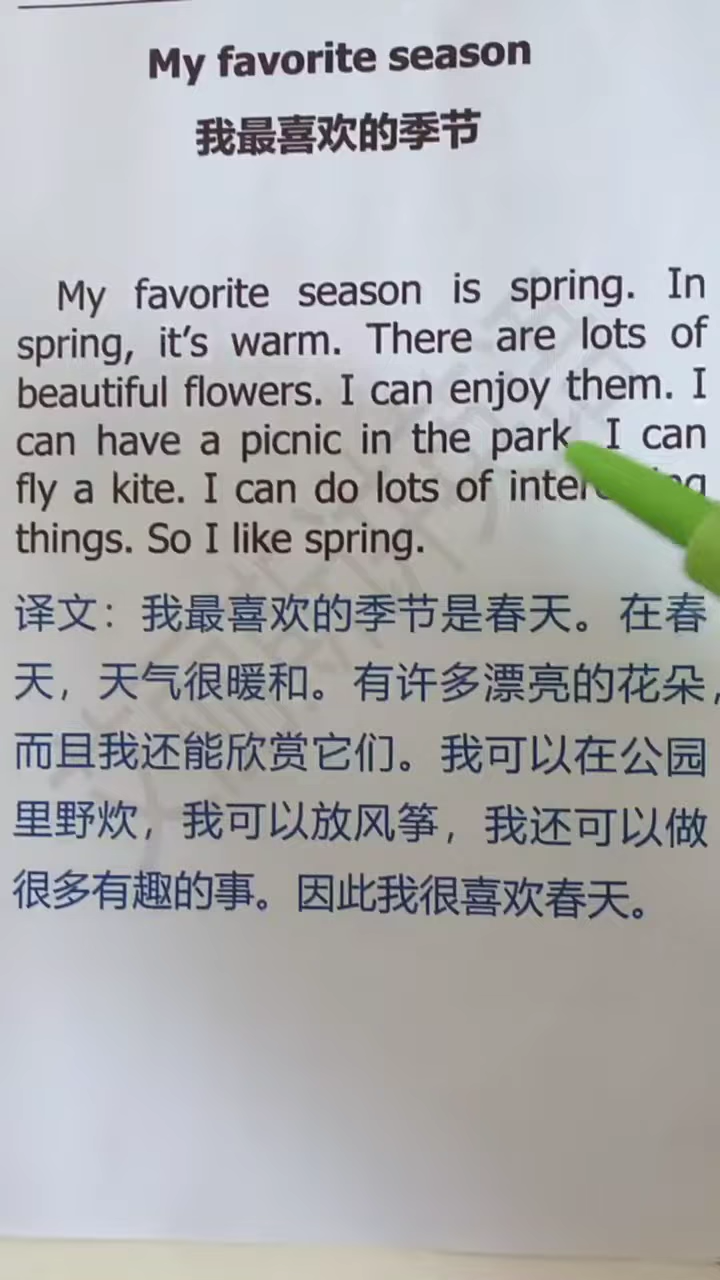 My favorite season
我最喜欢的季节
My favorite season is spring. In
spring, it’s warm. There are lots of
beautiful flowers. I can enjoy them. I
can have a picnic in the park I can
fly a kite. I can do lots of
things. So I like spring.
译文：我最喜欢的季节是春天。在春
天，天气很暖和。有许多漂亮的花朵，
而且我还能欣赏它们。我可以在公园
里野炊，我可以放风筝，我还可以做
很多有趣的事。因此我很喜欢春天。